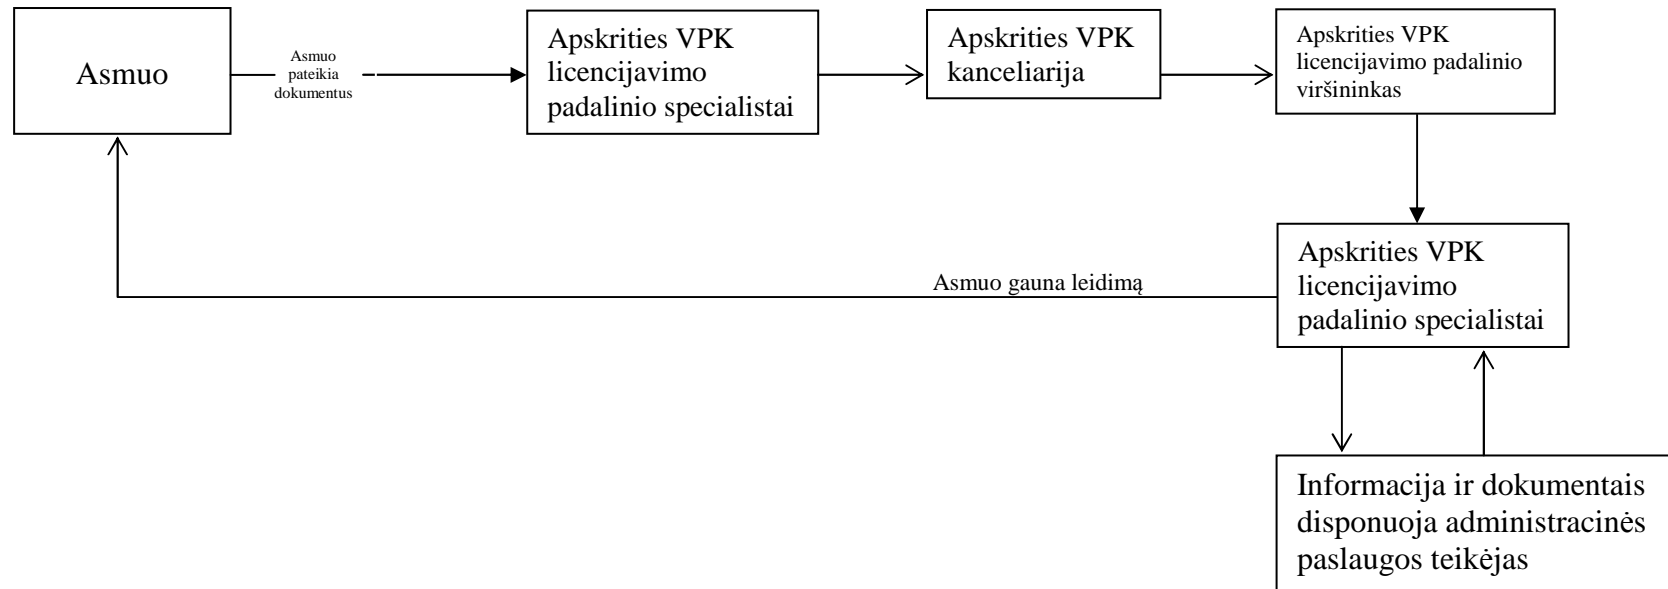 Asmuo
Asmuo
pateikia
dokumentus
Apskrities VPK
licencijavimo
padalinio specialistai
Apskrities VPK
kanceliarija
Apskrities VPK
licencijavimo padalinio
viršininkas
Apskrities VPK
licencijavimo
padalinio specialistai
Asmuo gauna leidimą
Informacija ir dokumentais
disponuoja administracinės
paslaugos teikėjas